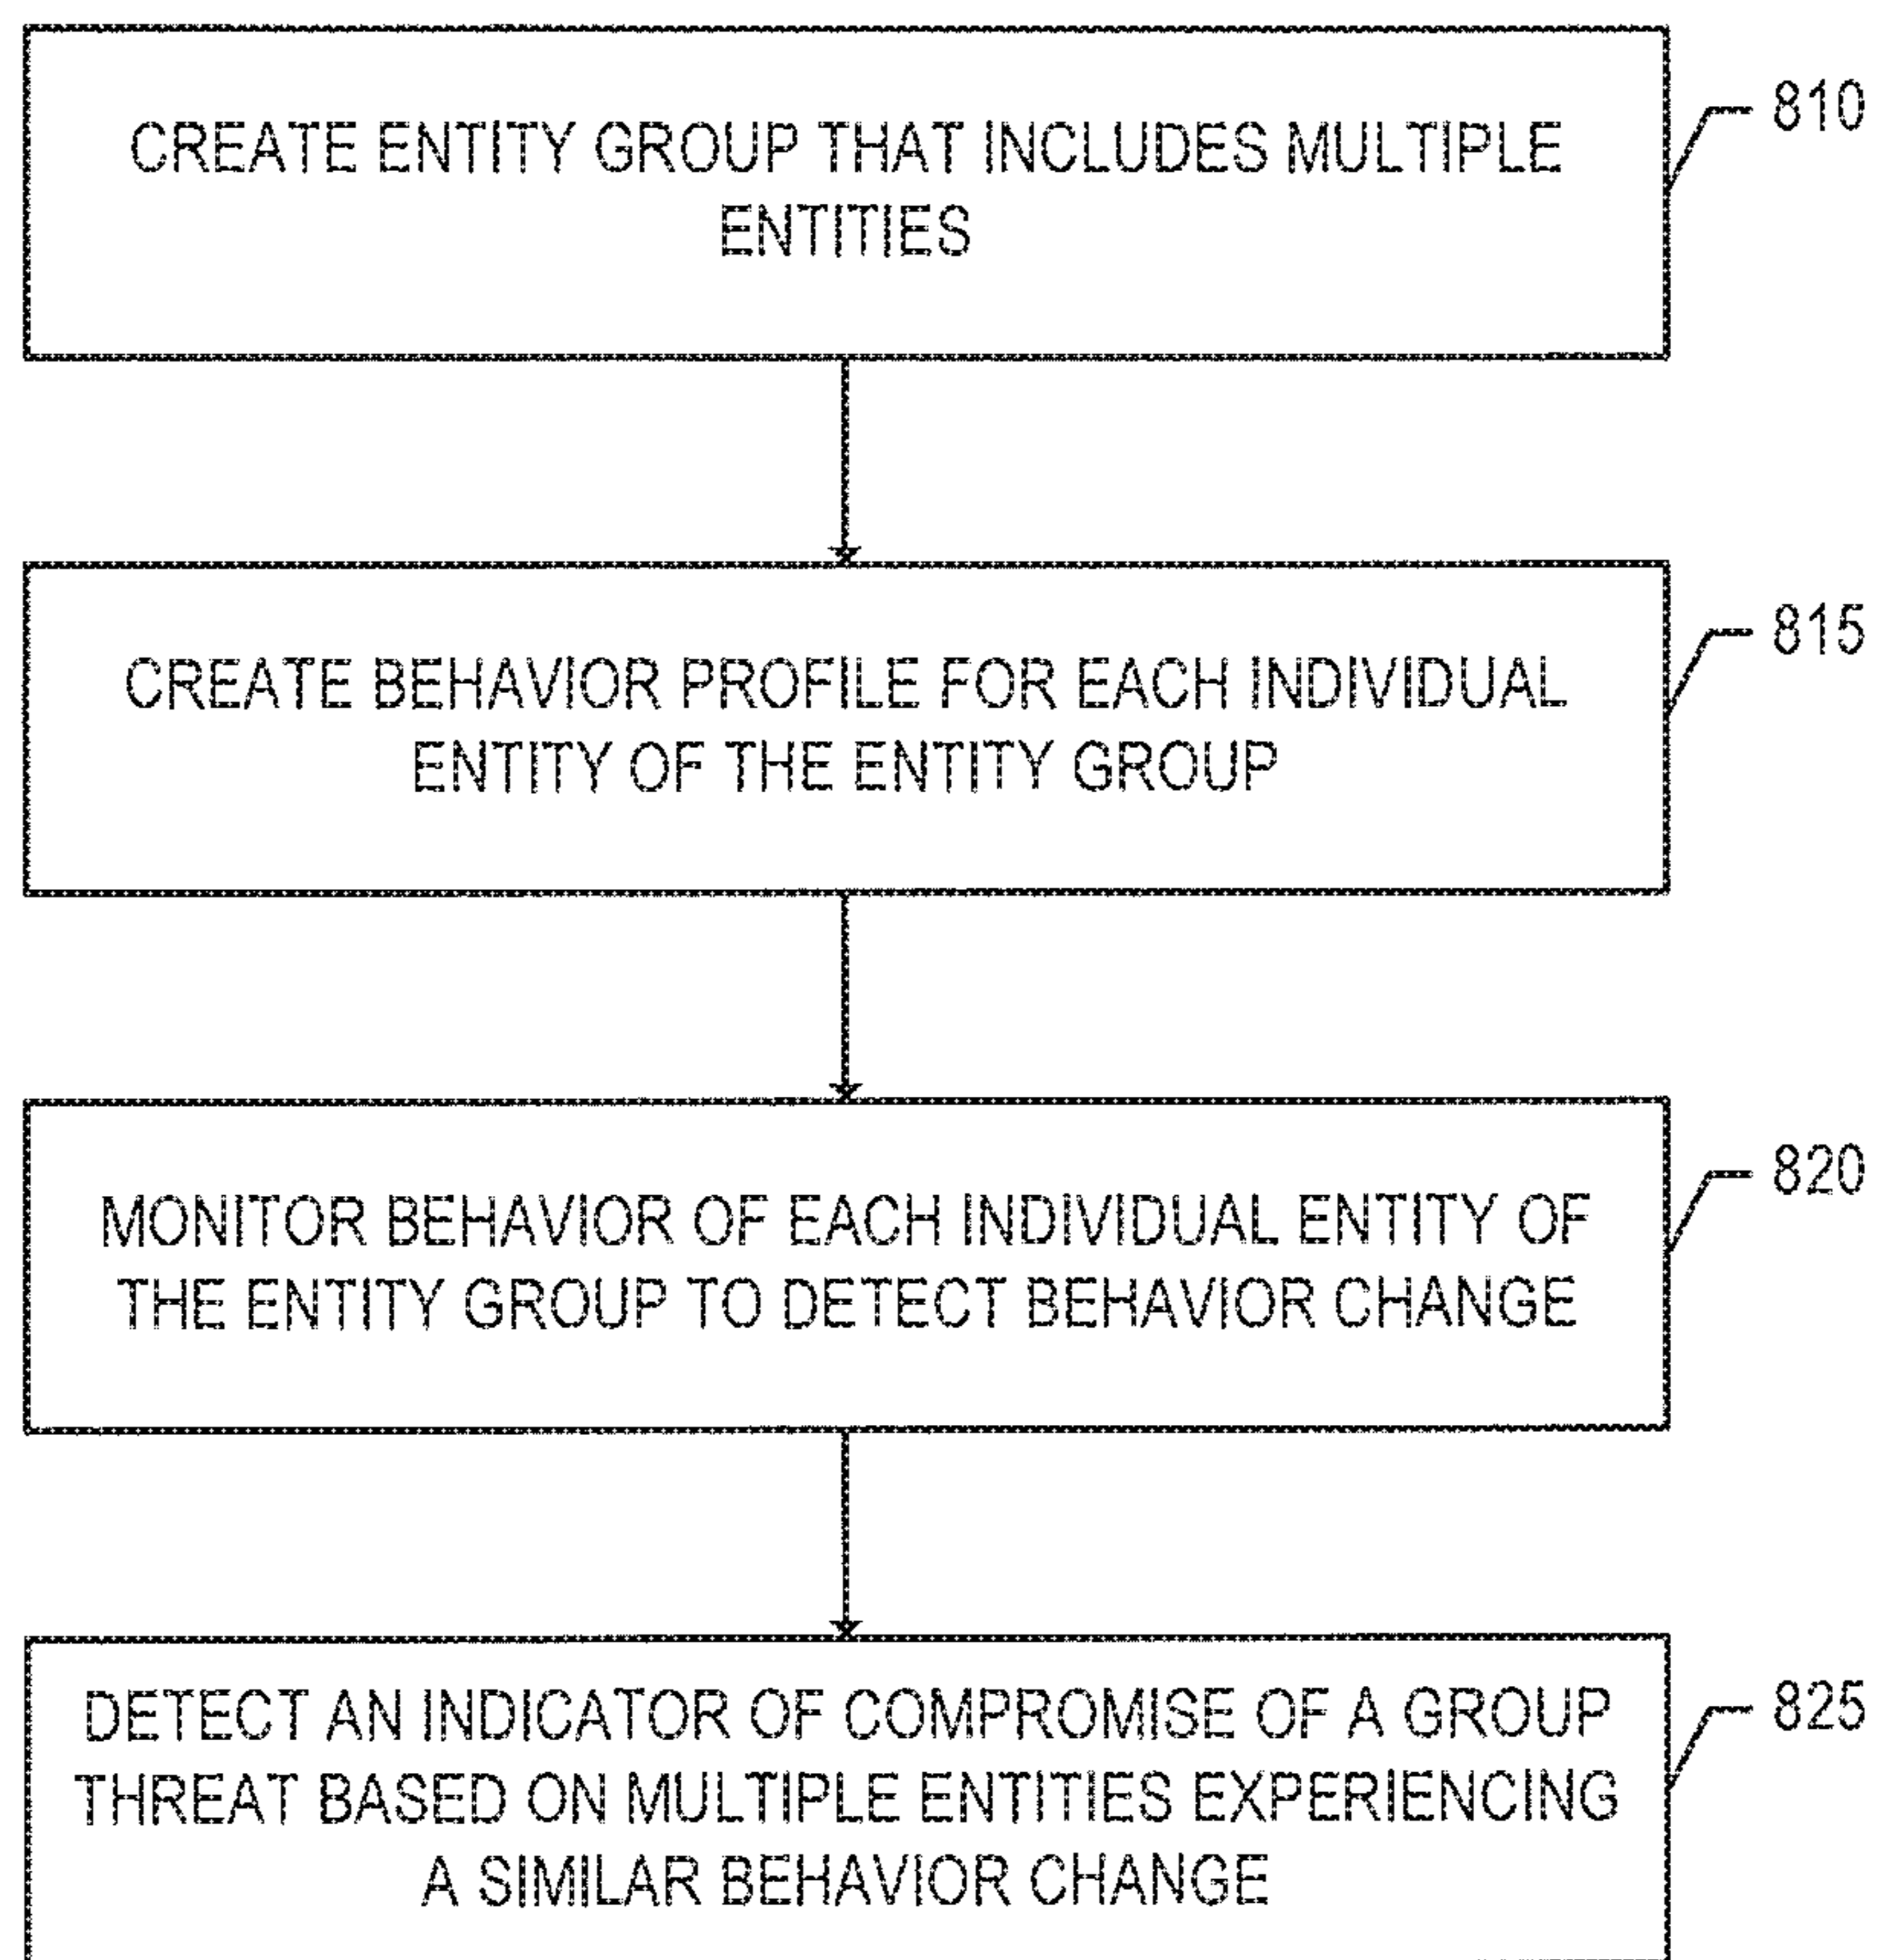 CREATE ENTITY GROUP THAT INCLUDES MULTIPLE
ENTITIES
810
CREATE BEHAVIOR PROFILE FOR EACH INDIVIDUAL
ENTITY OF THE ENTITY GROUP
815
MONITOR BEHAVIOR OF EACH INDIVIDUAL ENTITY OF
THE ENTITY GROUP TO DETECT BEHAVIOR CHANGE
820
DETECT AN INDICATOR OF COMPROMISE OF A GROUP
THREAT BASED ON MULTIPLE ENTITIES EXPERIENCING
A SIMILAR BEHAVIOR CHANGE
825